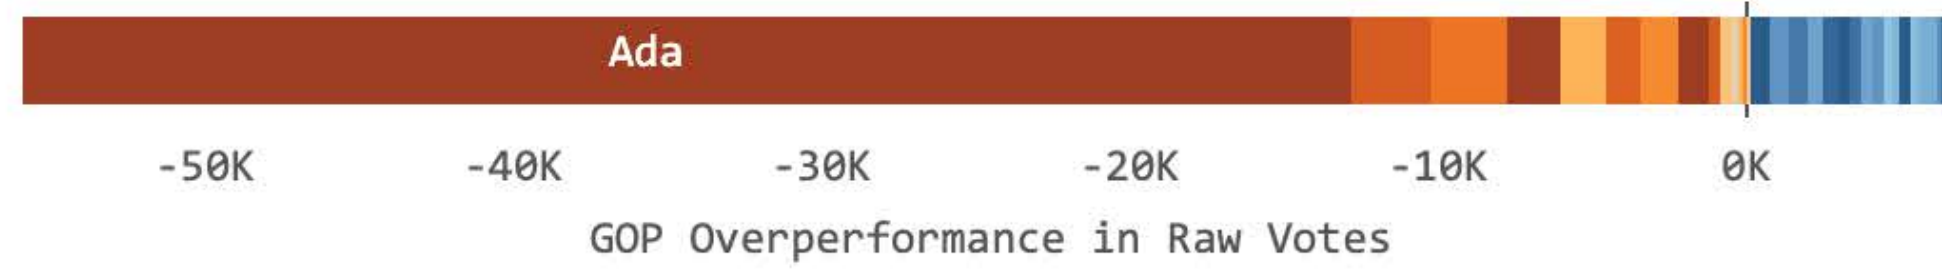 Ada
-50K -40K -30K -20K -10K 0K
GOP Overperformance in Raw Votes